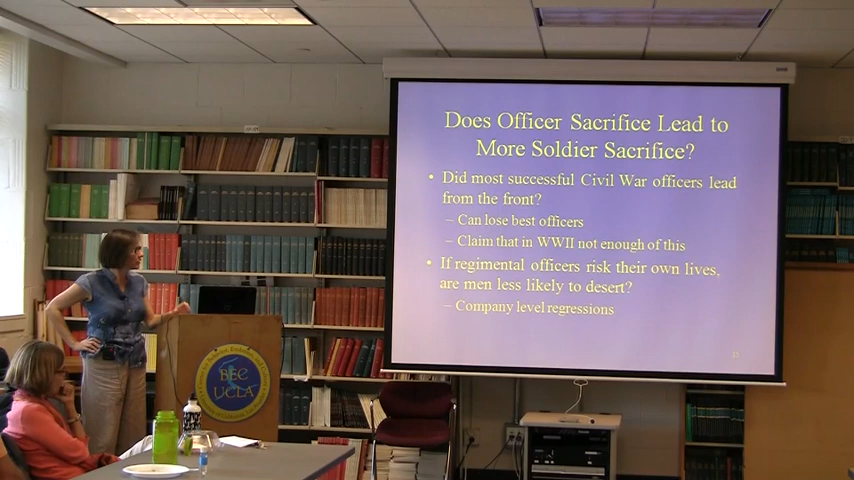 Does Officer Sacrifice Lead to
More Soldier Sacrifice?
• Did most successful Civil War officers lead
from the front?
– Can lose best officers
– Claim that in WWII not enough of this
• If regimental officers risk their own lives,
are men less likely to desert?
– Company level regressions
BEC
UCLA